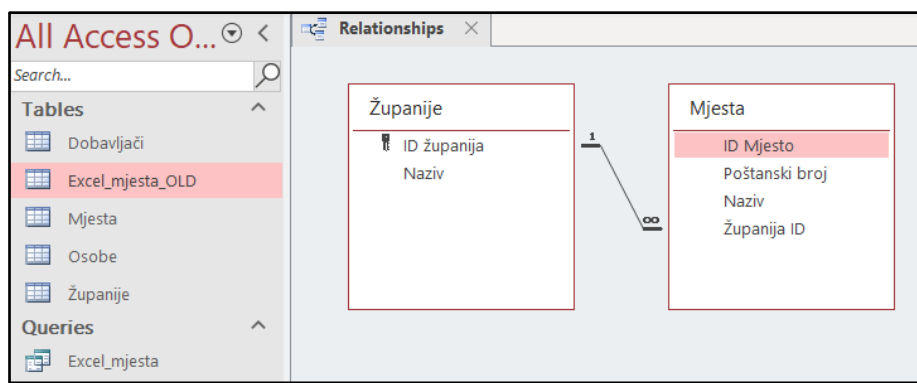 All Access O...
Search...
Tables
Dobavljači
Excel_mjesta_OLD
Mjesta
Osobe
Županije
Queries
Excel_mjesta
Relationships
Županije
ID županija
Naziv
1
∞
Mjesta
ID Mjesto
Poštanski broj
Naziv
Županija ID